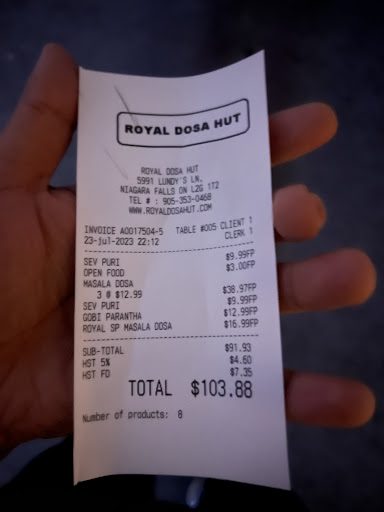 ROYAL DOSA HUT
ROYAL DOSA HUT
5991 LUNDY'S LN.
NIAGARA FALLS ON L2G 1T2
TEL # : 905-353-0468
WWW.ROYALDOSAHUT.COM
INVOICE A0017504-5 TABLE #005 CLIENT 1
23-jul-2023 22:12 CLERK 1
SEV PURI $9.99FP
OPEN FOOD $3.00FP
MASALA DOSA
3 @ $12.99 $38.97FP
SEV PURI $9.99FP
GOBI PARANTHA $12.99FP
ROYAL SP MASALA DOSA $16.99FP
SUB-TOTAL $91.93
HST 5% $4.60
HST FD $7.35
TOTAL $103.88
Number of products: 8